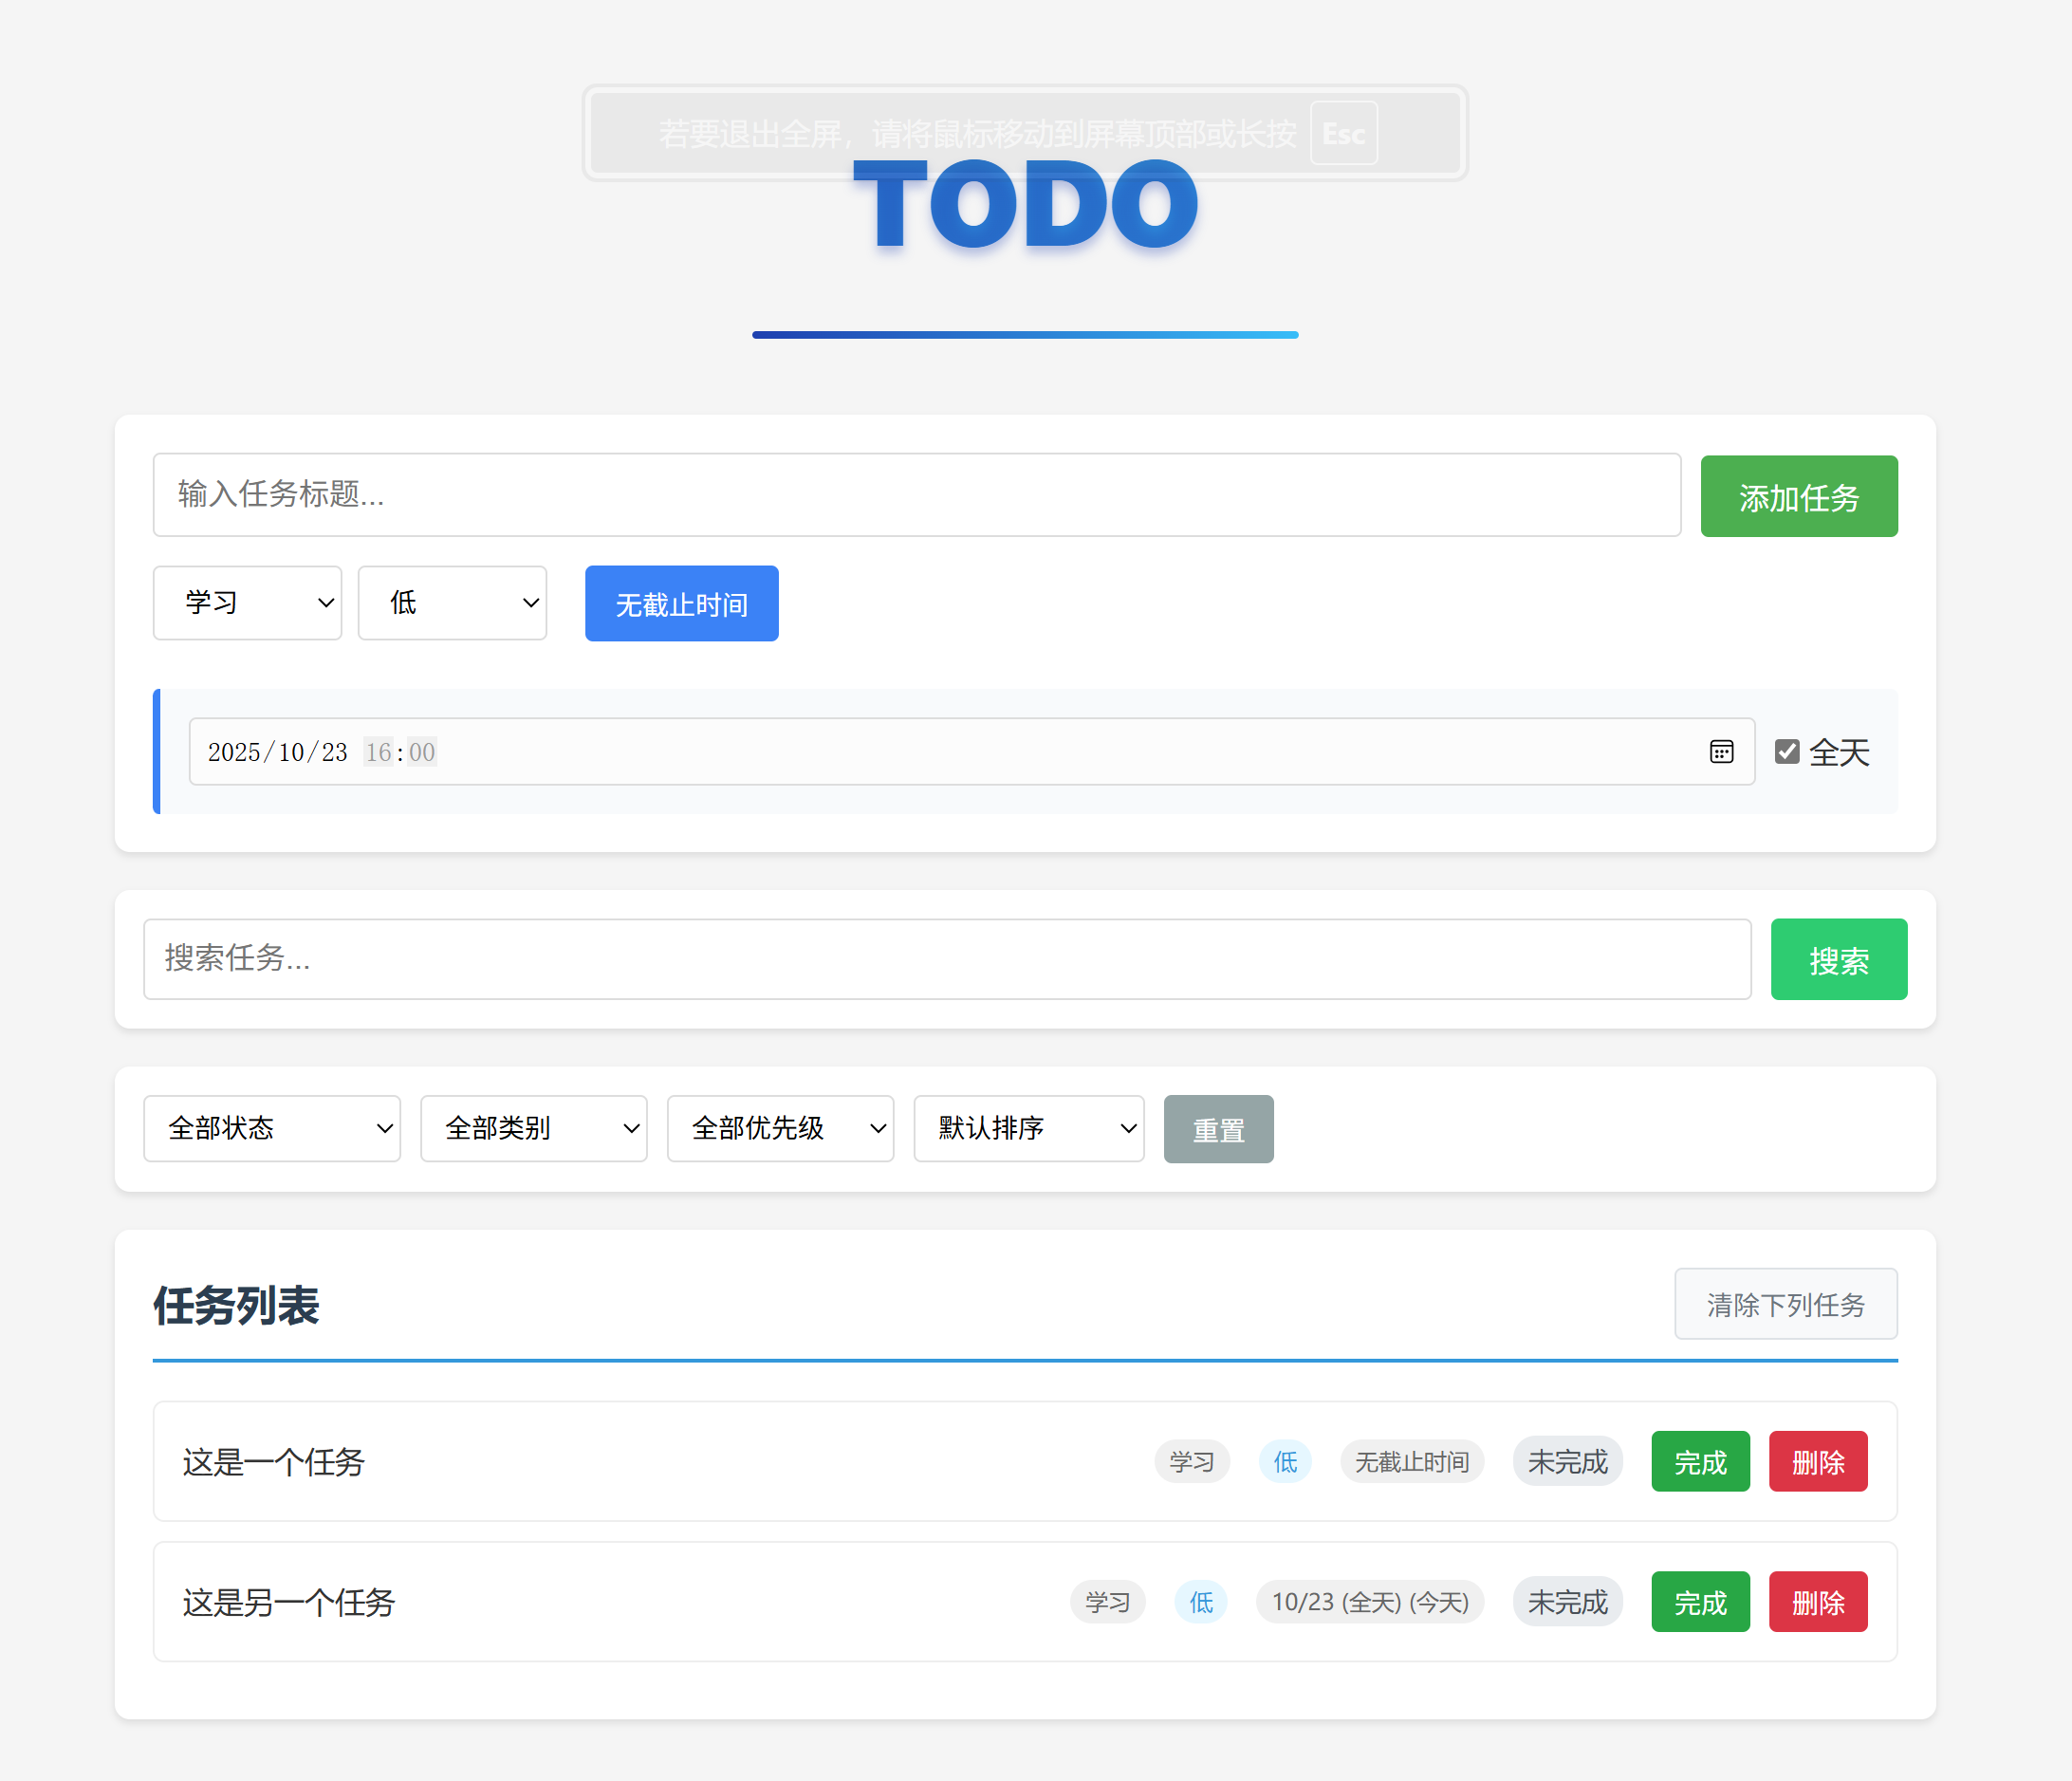 若要退出全屏，请将鼠标移动到屏幕顶部或长按 Esc
TODO
输入任务标题...
添加任务
学习 低 无截止时间
2025/10/23 16:00 全天
搜索任务...
搜索
全部状态 全部类别 全部优先级 默认排序 重置
任务列表 清除下列任务
这是一个任务 学习 低 无截止时间 未完成 完成 删除
这是另一个任务 学习 低 10/23 (全天) (今天) 未完成 完成 删除